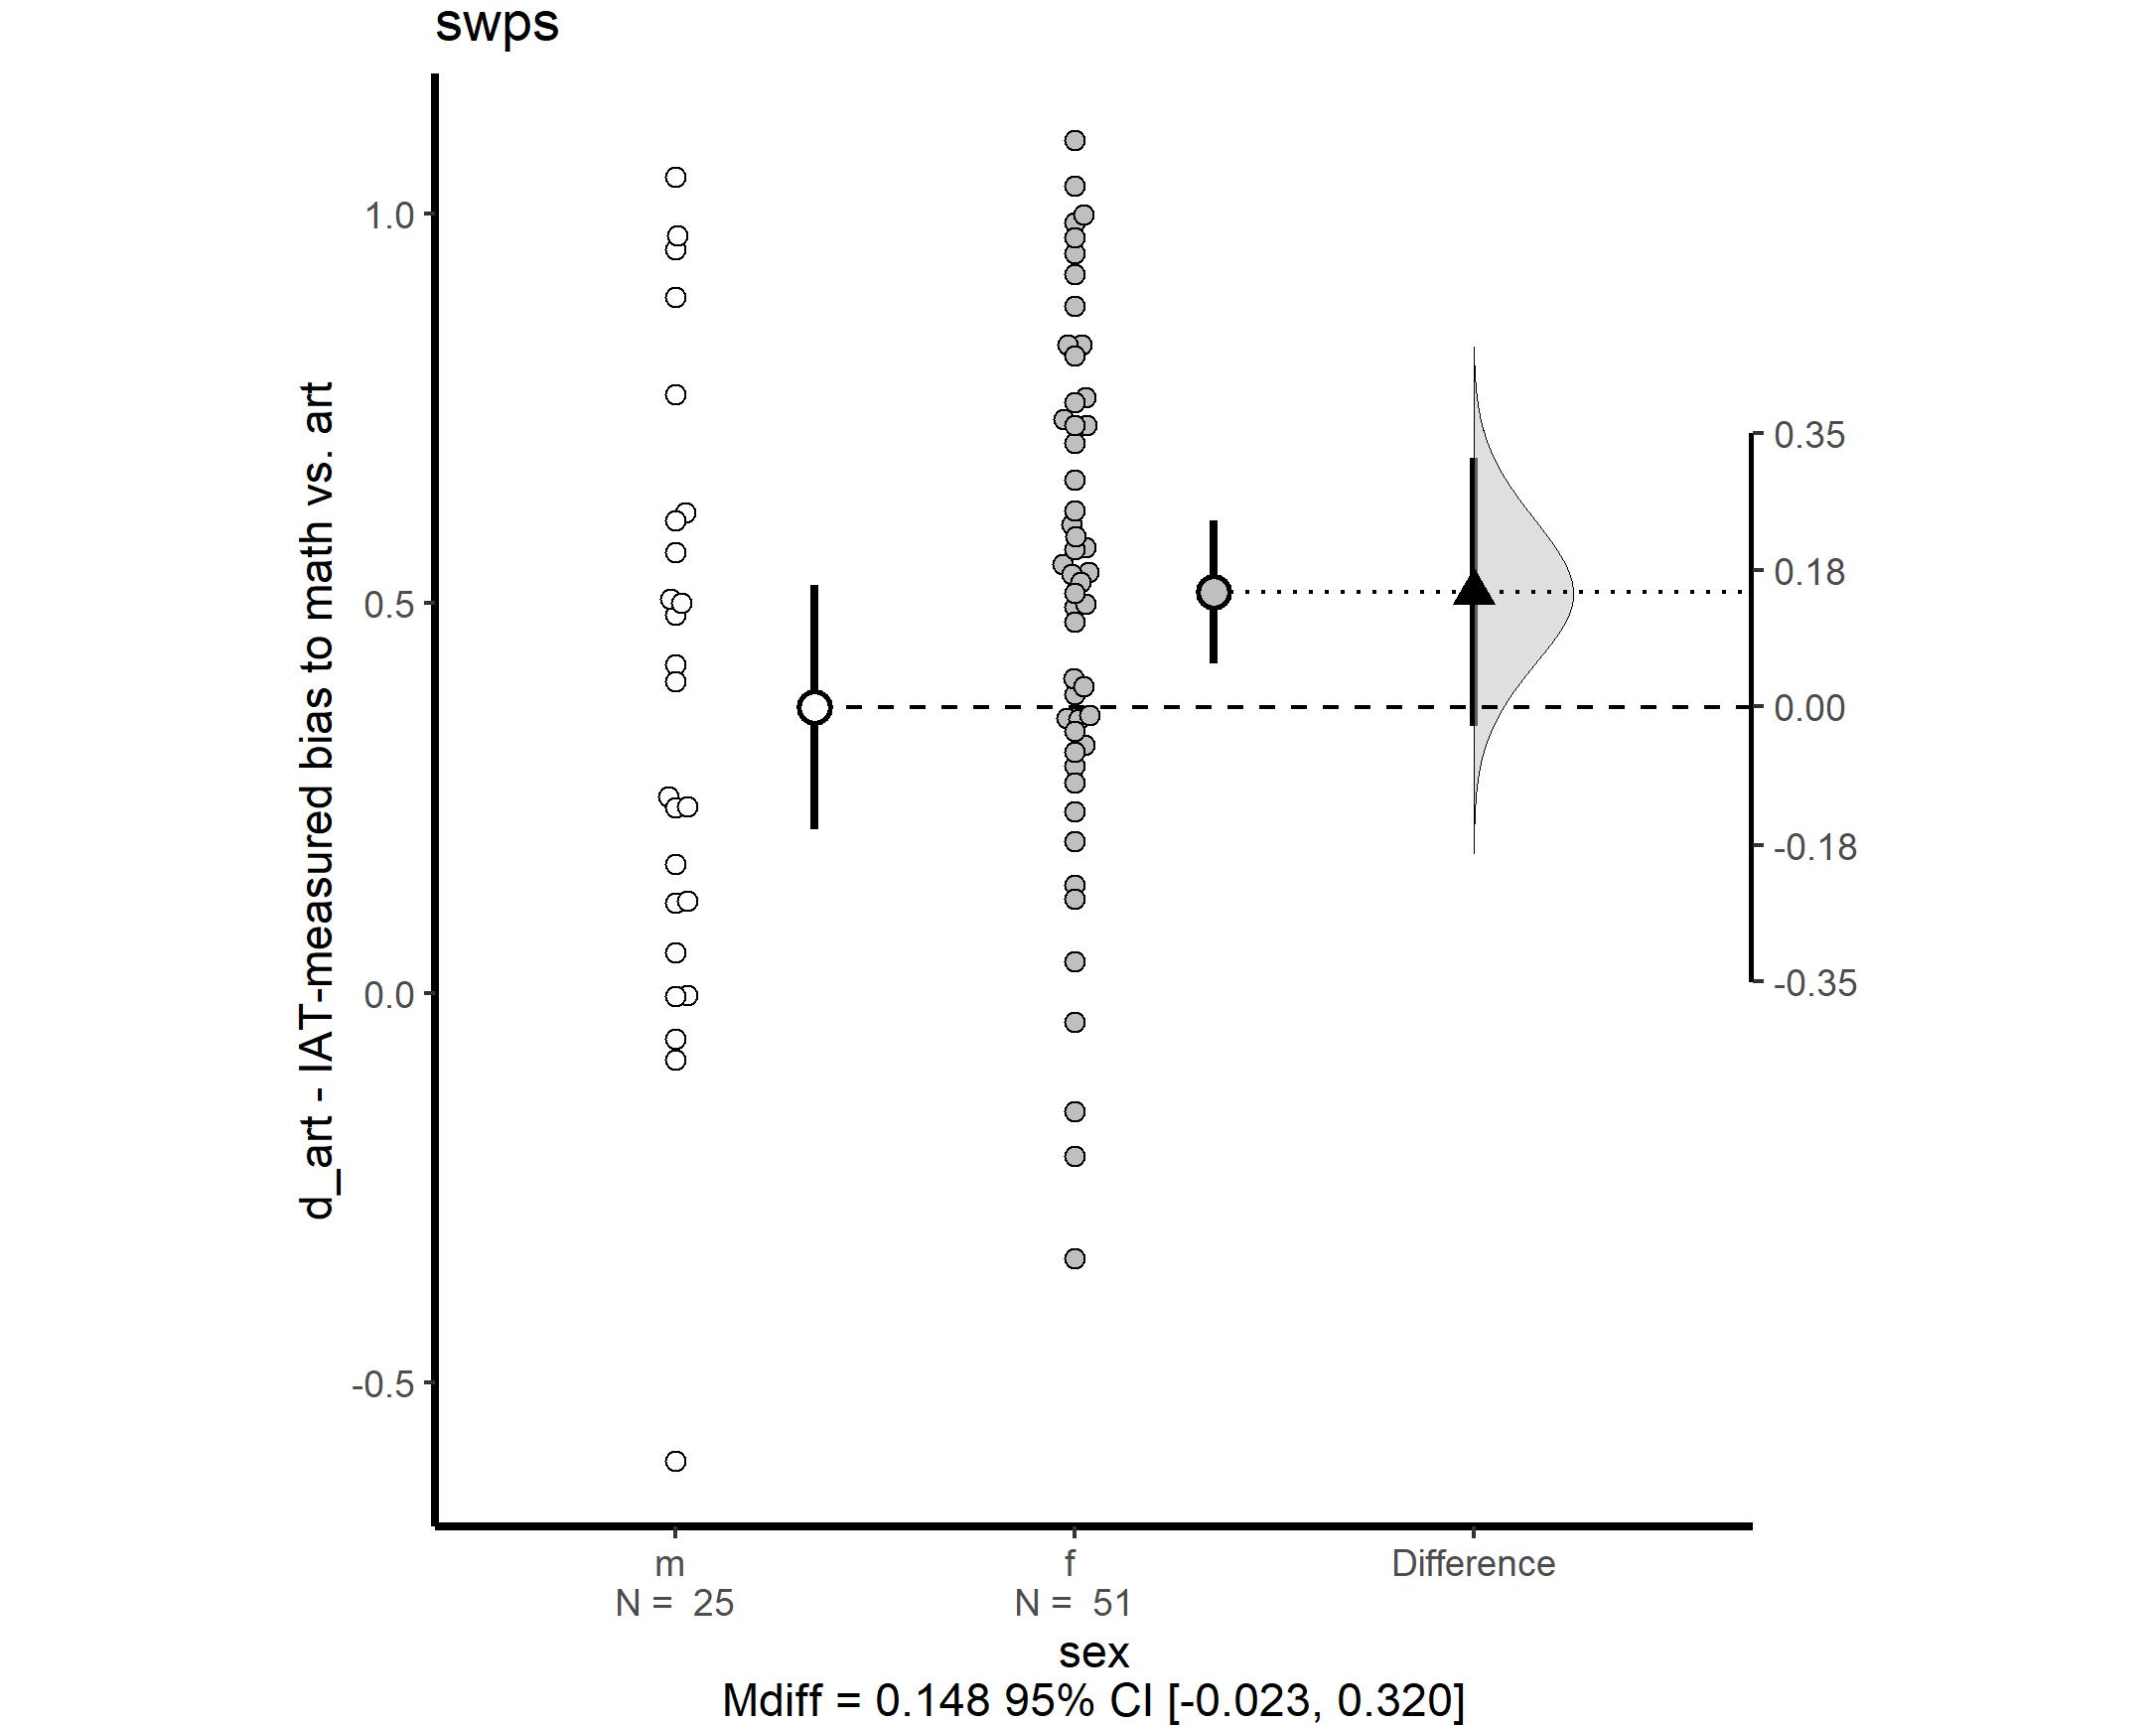 swps
d_art - IAT-measured bias to math vs. art
1.0
0.5
0.0
-0.5
0.35
0.18
0.00
-0.18
-0.35
m
N = 25
f
N = 51
Difference
sex
Mdiff = 0.148 95% CI [-0.023, 0.320]